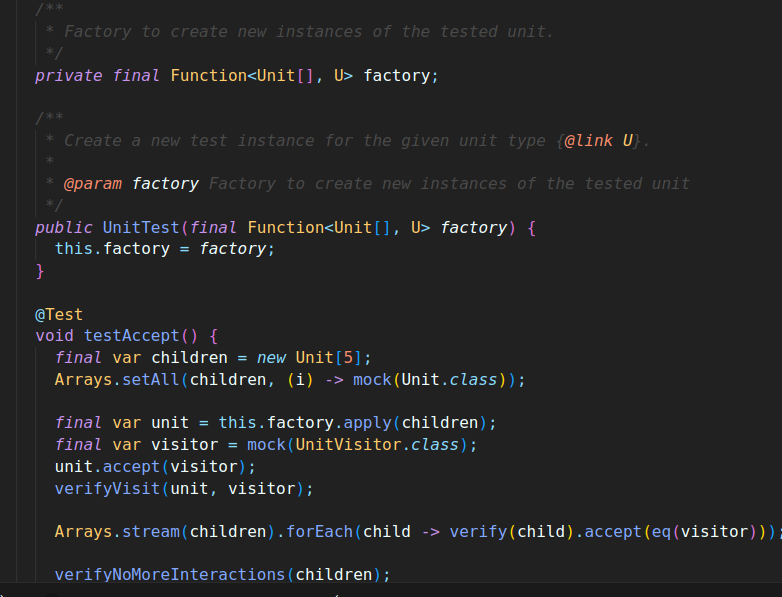 /**
 * Factory to create new instances of the tested unit.
 */
private final Function<Unit[], U> factory;

/**
 * Create a new test instance for the given unit type {@link U}.
 *
 * @param factory Factory to create new instances of the tested unit
 */
public UnitTest(final Function<Unit[], U> factory) {
  this.factory = factory;
}

@Test
void testAccept() {
  final var children = new Unit[5];
  Arrays.setAll(children, (i) -> mock(Unit.class));

  final var unit = this.factory.apply(children);
  final var visitor = mock(UnitVisitor.class);
  unit.accept(visitor);
  verifyVisit(unit, visitor);

  Arrays.stream(children).forEach(child -> verify(child).accept(eq(visitor)));

  verifyNoMoreInteractions(children);